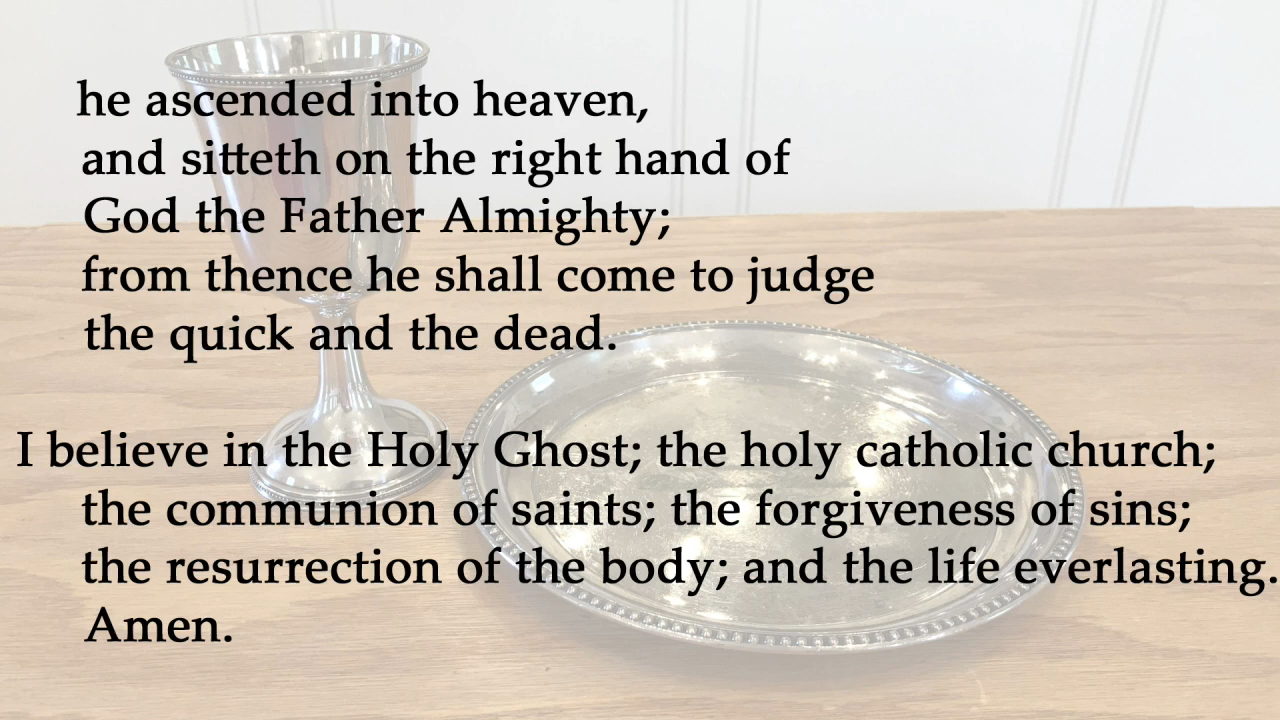 he ascended into heaven,
and sitteth on the right hand of
God the Father Almighty;
from thence he shall come to judge
the quick and the dead.
I believe in the Holy Ghost; the holy catholic church;
the communion of saints; the forgiveness of sins;
the resurrection of the body; and the life everlasting.
Amen.